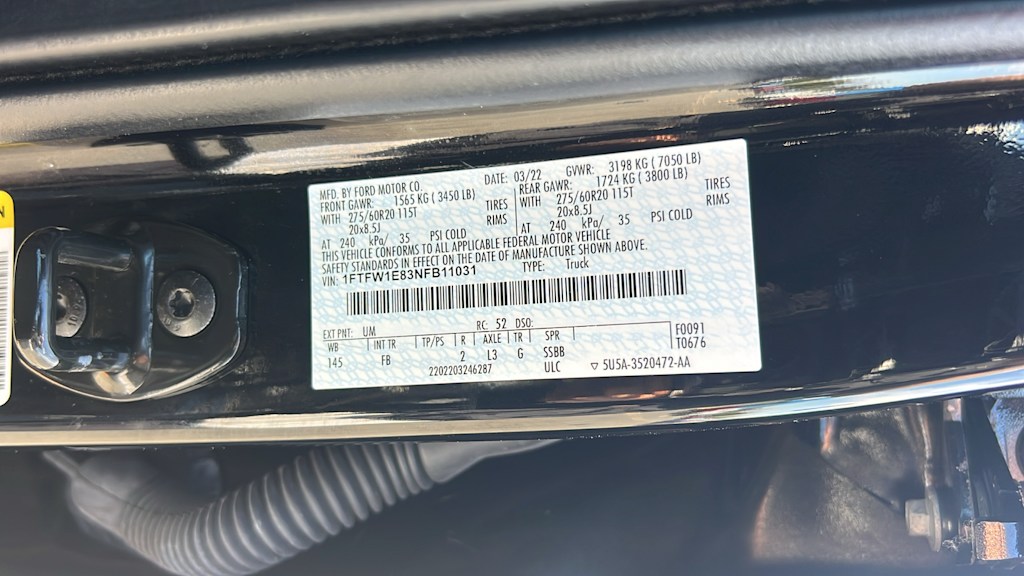 MFD. BY FORD MOTOR CO. DATE: 03/22 GVWR: 3198 KG ( 7050 LB)
FRONT GAWR: 1565 KG ( 3450 LB) REAR GAWR: 1724 KG ( 3800 LB)
WITH 275/60R20 115T TIRES WITH 275/60R20 115T TIRES
20x8.5J RIMS 20x8.5J RIMS
AT 240 kPa/ 35 PSI COLD AT 240 kPa/ 35 PSI COLD
THIS VEHICLE CONFORMS TO ALL APPLICABLE FEDERAL MOTOR VEHICLE
SAFETY STANDARDS IN EFFECT ON THE DATE OF MANUFACTURE SHOWN ABOVE.
VIN: 1FTFW1E83NFB11031 TYPE: Truck
EXT PNT: UM RC: 52 DSO: F0091
WB INT TR TP/PS R AXLE TR SPR T0676
145 FB 2 L3 G SSBB
2202203246287 ULC ▽ 5U5A-3520472-AA
N